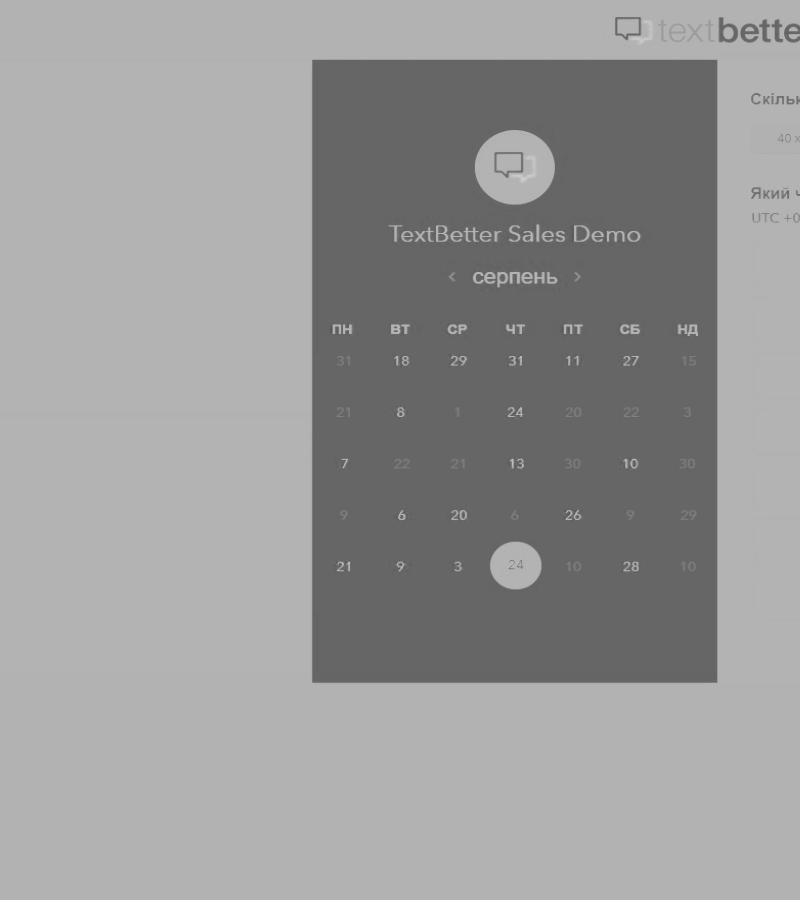 textbette
TextBetter Sales Demo
< серпень >
ПН ВТ СР ЧТ ПТ СБ НД
31 18 29 31 11 27 15
21 8 1 24 20 22 3
7 22 21 13 30 10 30
9 6 20 6 26 9 29
21 9 3 24 10 28 10
Скільк
40 х
Який ч
UTC +0